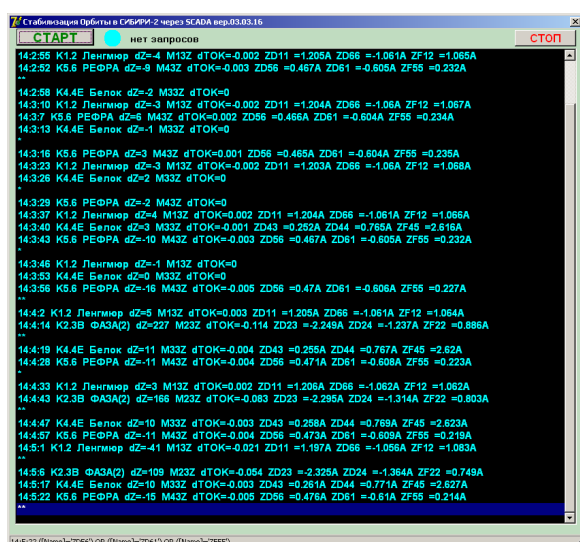 Стабилизация Орбиты в СИБИРИ-2 через SCADA вер.03.03.16
СТАРТ нет запросов СТОП
14:2:55 К1.2 Ленгмюр dZ=-4 M13Z dTOK=-0.002 ZD11 =1.205A ZD66 =-1.061A ZF12 =1.065A
14:2:52 К5.6 РЕФРА dZ=-9 M43Z dTOK=-0.003 ZD56 =0.467A ZD61 =-0.605A ZF55 =0.232A
**
14:2:58 К4.4Е Белок dZ=-2 M33Z dTOK=0
14:3:10 К1.2 Ленгмюр dZ=-3 M13Z dTOK=-0.002 ZD11 =1.204A ZD66 =-1.06A ZF12 =1.067A
14:3:7 К5.6 РЕФРА dZ=6 M43Z dTOK=0.002 ZD56 =0.466A ZD61 =-0.604A ZF55 =0.234A
14:3:13 К4.4Е Белок dZ=-1 M33Z dTOK=0
*
14:3:16 К5.6 РЕФРА dZ=3 M43Z dTOK=0.001 ZD56 =0.465A ZD61 =-0.604A ZF55 =0.235A
14:3:23 К1.2 Ленгмюр dZ=-3 M13Z dTOK=-0.002 ZD11 =1.203A ZD66 =-1.06A ZF12 =1.068A
14:3:26 К4.4Е Белок dZ=2 M33Z dTOK=0
*
14:3:29 К5.6 РЕФРА dZ=-2 M43Z dTOK=0
14:3:37 К1.2 Ленгмюр dZ=4 M13Z dTOK=0.002 ZD11 =1.205A ZD66 =-1.061A ZF12 =1.066A
14:3:40 К4.4Е Белок dZ=3 M33Z dTOK=-0.001 ZD43 =0.252A ZD44 =0.765A ZF45 =2.616A
14:3:43 К5.6 РЕФРА dZ=-10 M43Z dTOK=-0.003 ZD56 =0.467A ZD61 =-0.605A ZF55 =0.232A
*
14:3:46 К1.2 Ленгмюр dZ=-1 M13Z dTOK=0
14:3:53 К4.4Е Белок dZ=0 M33Z dTOK=0
14:3:56 К5.6 РЕФРА dZ=-16 M43Z dTOK=-0.005 ZD56 =0.47A ZD61 =-0.606A ZF55 =0.227A
**
14:4:2 К1.2 Ленгмюр dZ=5 M13Z dTOK=0.003 ZD11 =1.205A ZD66 =-1.061A ZF12 =1.064A
14:4:14 К2.3В ФАЗА(2) dZ=227 M23Z dTOK=-0.114 ZD23 =-2.249A ZD24 =-1.237A ZF22 =0.886A
**
14:4:19 К4.4Е Белок dZ=11 M33Z dTOK=-0.004 ZD43 =0.255A ZD44 =0.767A ZF45 =2.62A
14:4:28 К5.6 РЕФРА dZ=-11 M43Z dTOK=-0.004 ZD56 =0.471A ZD61 =-0.608A ZF55 =0.223A
*
14:4:33 К1.2 Ленгмюр dZ=3 M13Z dTOK=0.002 ZD11 =1.206A ZD66 =-1.062A ZF12 =1.062A
14:4:43 К2.3В ФАЗА(2) dZ=166 M23Z dTOK=-0.083 ZD23 =-2.295A ZD24 =-1.314A ZF22 =0.803A
**
14:4:47 К4.4Е Белок dZ=10 M33Z dTOK=-0.003 ZD43 =0.258A ZD44 =0.769A ZF45 =2.623A
14:4:57 К5.6 РЕФРА dZ=-11 M43Z dTOK=-0.004 ZD56 =0.473A ZD61 =-0.609A ZF55 =0.219A
14:5:1 К1.2 Ленгмюр dZ=-41 M13Z dTOK=-0.021 ZD11 =1.197A ZD66 =-1.056A ZF12 =1.083A
**
14:5:6 К2.3В ФАЗА(2) dZ=109 M23Z dTOK=-0.054 ZD23 =-2.325A ZD24 =-1.364A ZF22 =0.749A
14:5:17 К4.4Е Белок dZ=10 M33Z dTOK=-0.003 ZD43 =0.261A ZD44 =0.771A ZF45 =2.627A
14:5:22 К5.6 РЕФРА dZ=-15 M43Z dTOK=-0.005 ZD56 =0.476A ZD61 =-0.61A ZF55 =0.214A
**